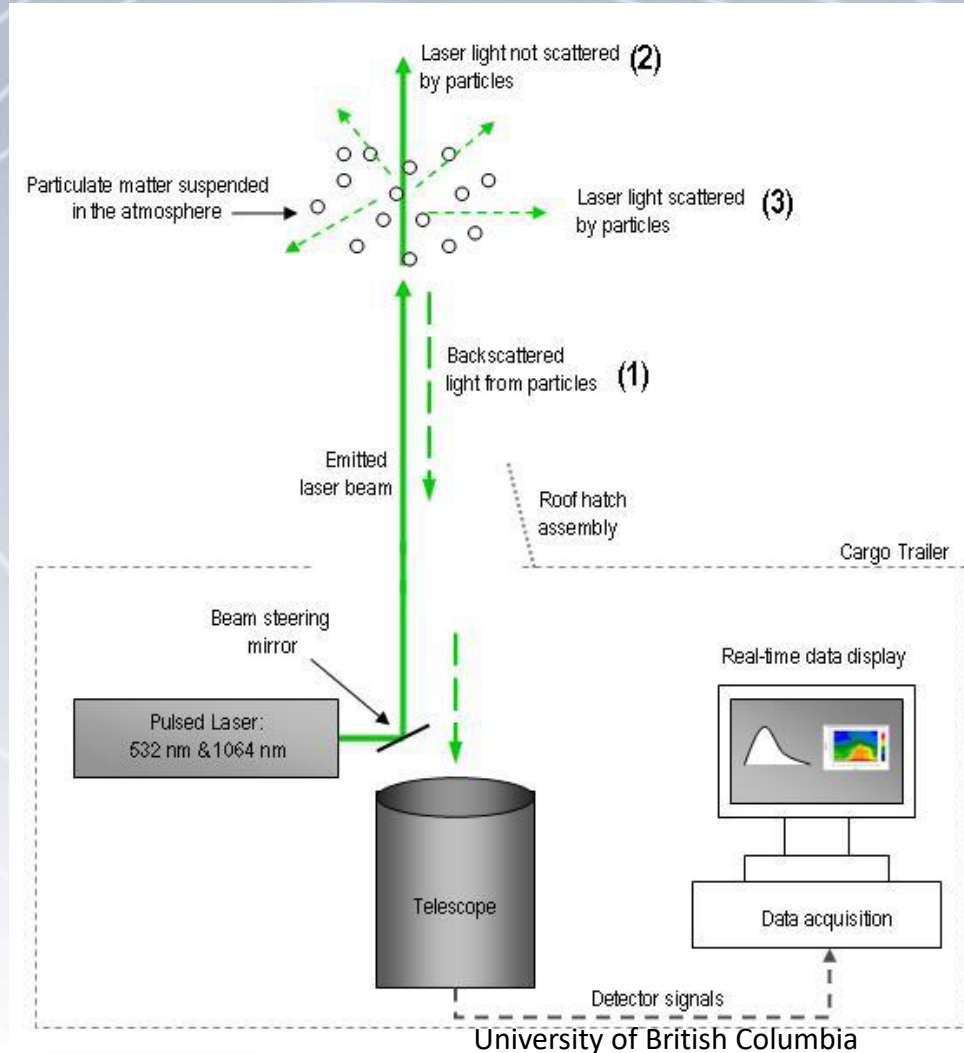 Laser light not scattered (2)
by particles
Particulate matter suspended
in the atmosphere
Laser light scattered (3)
by particles
Backscattered
light from particles (1)
Emitted
laser beam
Roof hatch
assembly
Cargo Trailer
Beam steering
mirror
Real-time data display
Pulsed Laser:
532 nm &1064 nm
Telescope
Data acquisition
Detector signals
University of British Columbia